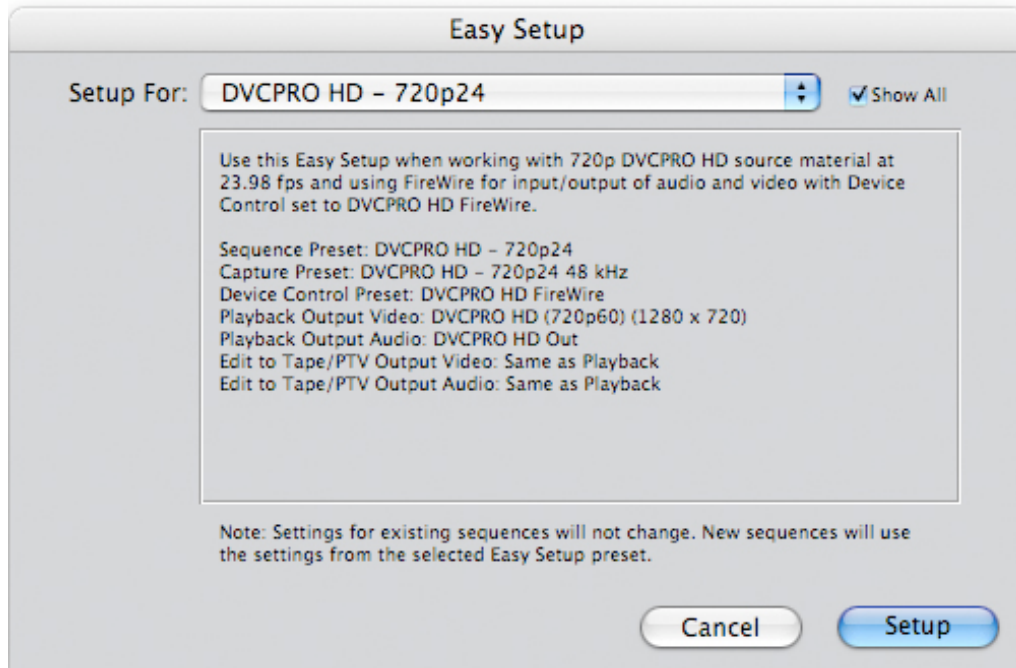 Easy Setup
Setup For: DVCPRO HD – 720p24
Show All
Use this Easy Setup when working with 720p DVCPRO HD source material at
23.98 fps and using FireWire for input/output of audio and video with Device
Control set to DVCPRO HD FireWire.
Sequence Preset: DVCPRO HD – 720p24
Capture Preset: DVCPRO HD – 720p24 48 kHz
Device Control Preset: DVCPRO HD FireWire
Playback Output Video: DVCPRO HD (720p60) (1280 x 720)
Playback Output Audio: DVCPRO HD Out
Edit to Tape/PTV Output Video: Same as Playback
Edit to Tape/PTV Output Audio: Same as Playback
Note: Settings for existing sequences will not change. New sequences will use
the settings from the selected Easy Setup preset.
Cancel
Setup